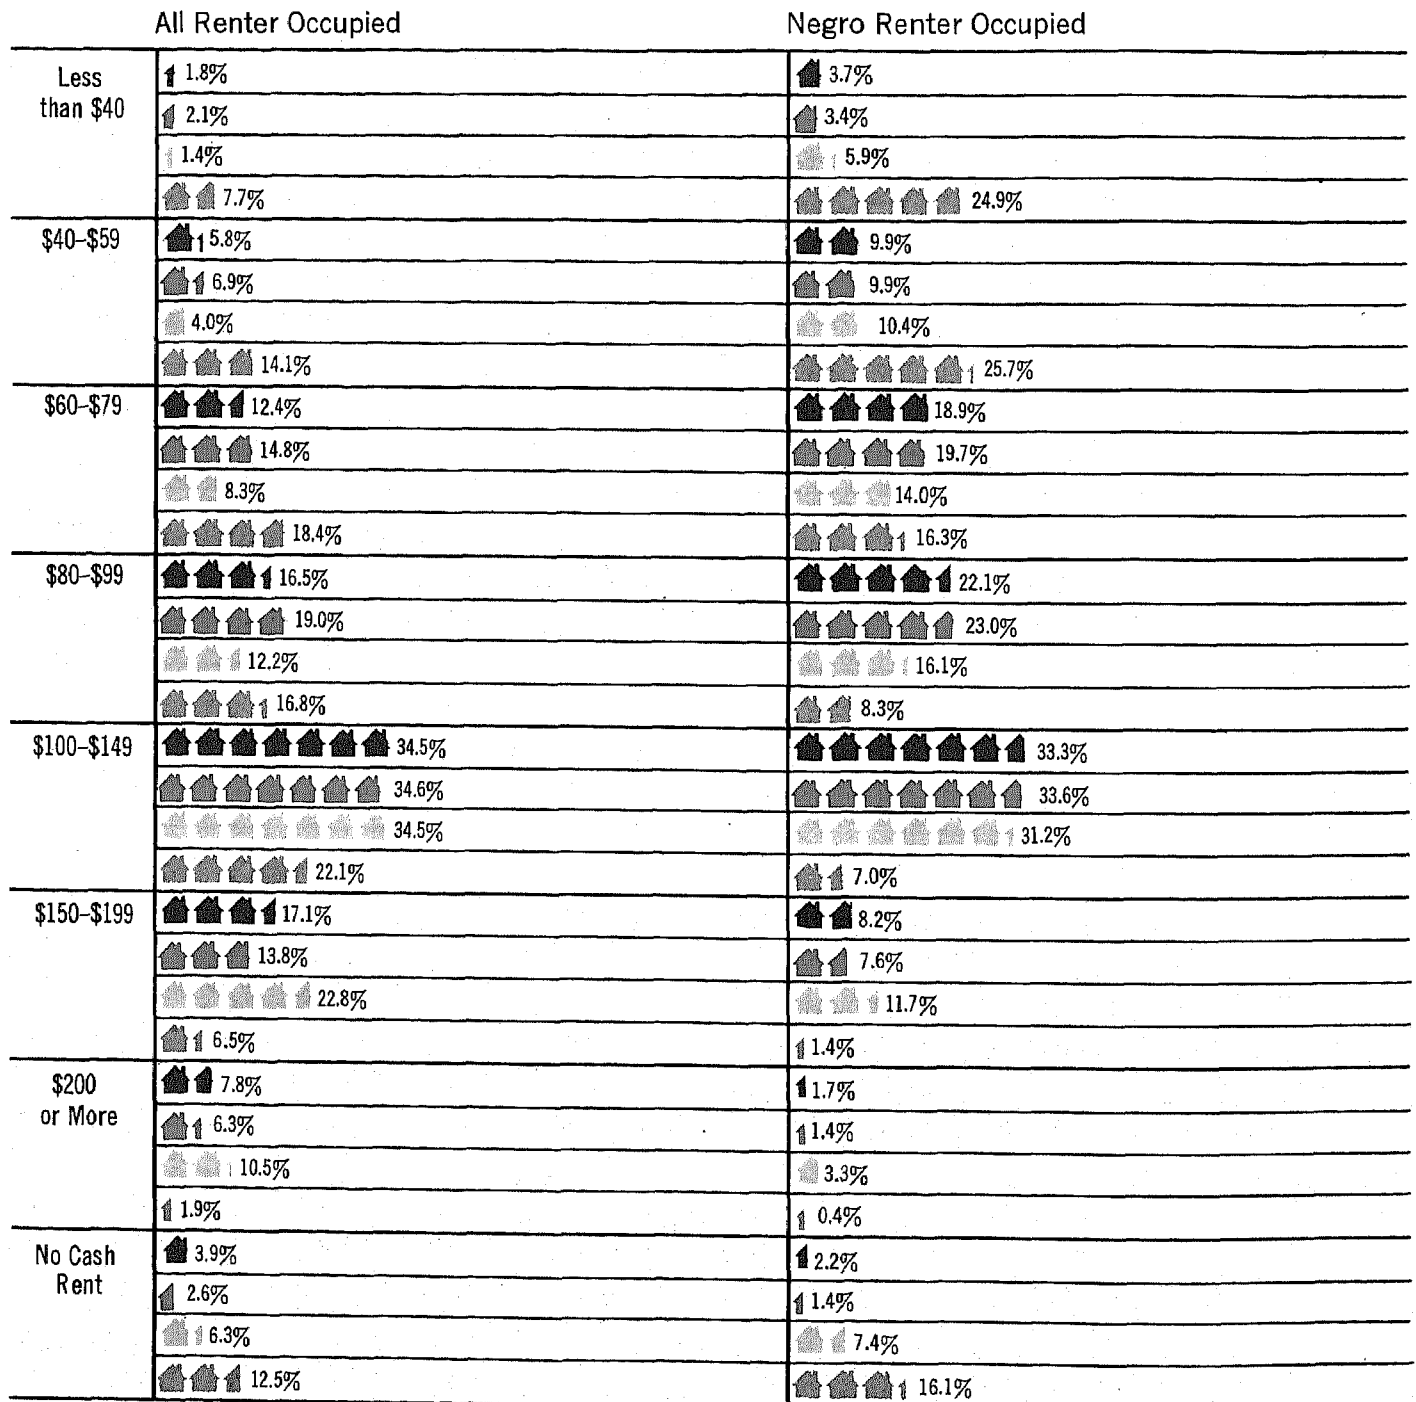 All Renter Occupied Negro Renter Occupied
Less
than $40
1.8% 3.7%
2.1% 3.4%
1.4% 5.9%
7.7% 24.9%
$40–$59 5.8% 9.9%
6.9% 9.9%
4.0% 10.4%
14.1% 25.7%
$60–$79 12.4% 18.9%
14.8% 19.7%
8.3% 14.0%
18.4% 16.3%
$80–$99 16.5% 22.1%
19.0% 23.0%
12.2% 16.1%
16.8% 8.3%
$100–$149 34.5% 33.3%
34.6% 33.6%
34.5% 31.2%
22.1% 7.0%
$150–$199 17.1% 8.2%
13.8% 7.6%
22.8% 11.7%
6.5% 1.4%
$200
or More
7.8% 1.7%
6.3% 1.4%
10.5% 3.3%
1.9% 0.4%
No Cash
Rent
3.9% 2.2%
2.6% 1.4%
6.3% 7.4%
12.5% 16.1%